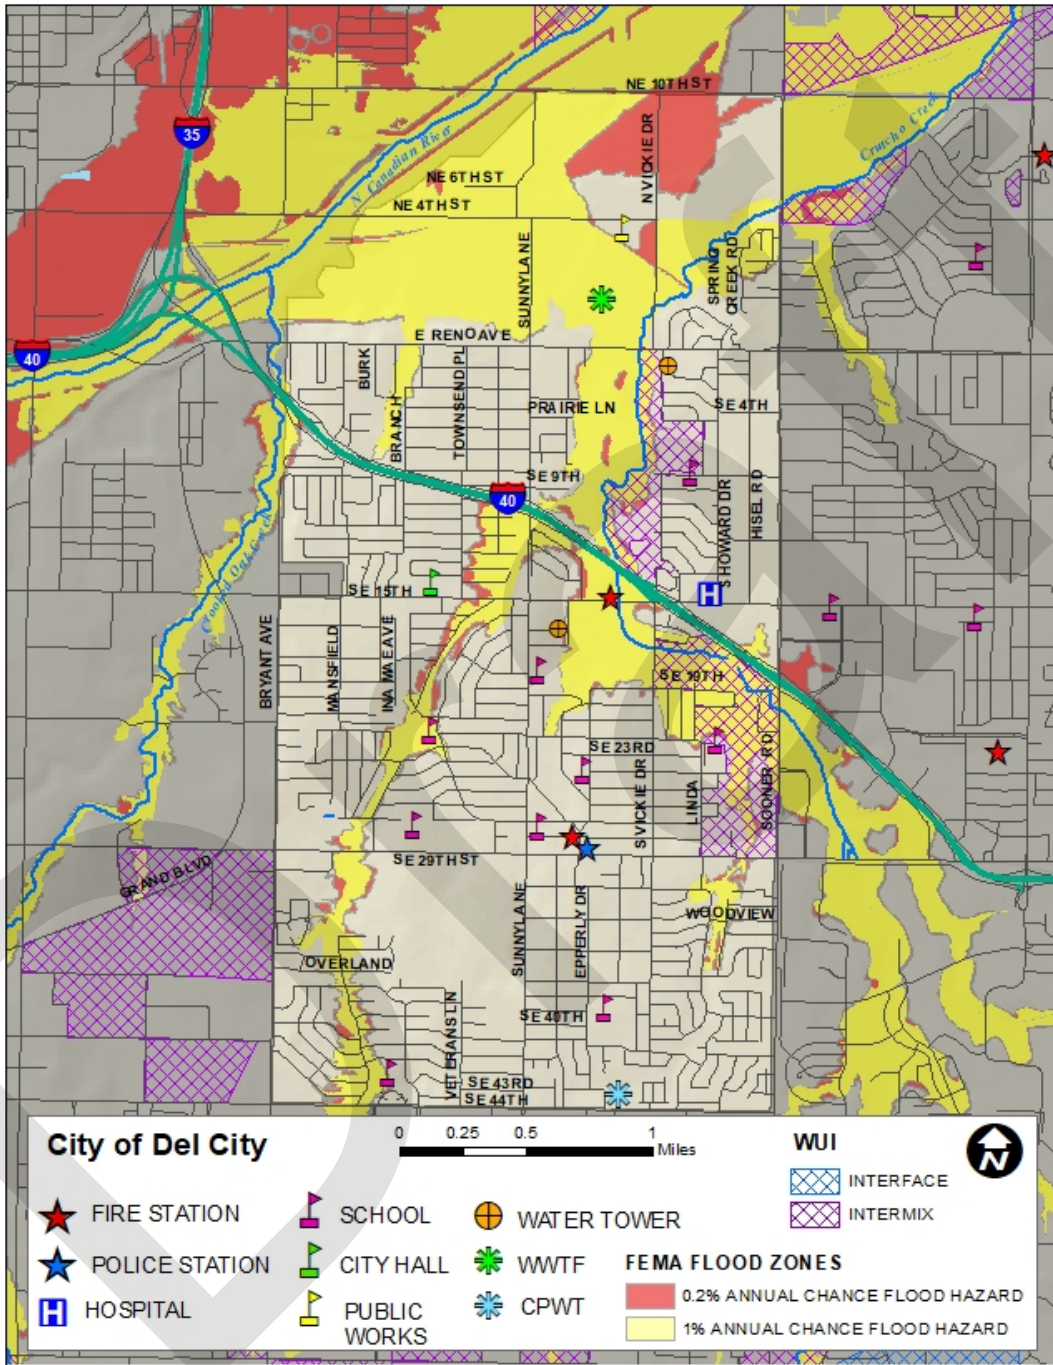 NE 10TH ST
35
N VICKIE DR
N Canadian River
Crutcho Creek
NE 6TH ST
NE 4TH ST
SUNNYLANE
SPRING
CREEK RD
E RENO AVE
40
BURK
BRANCH
TOWNSEND PL
PRAIRIE LN
SE 4TH
SE 9TH
40
S HOWARD DR
HISEL RD
Crooked Oak Creek
SE 15TH
H
BRYANT AVE
MANSFIELD
INA MAE AVE
SE 19TH
SE 23RD
S VICKIE DR
LINDA
SOONER RD
GRAND BLVD
SE 29TH ST
SUNNYLANE
EPPERLY DR
WOODVIEW
OVERLAND
VETERANS LN
SE 40TH
SE 43RD
SE 44TH
Draft
City of Del City
0 0.25 0.5 1
Miles
WUI
N
INTERFACE
INTERMIX
FIRE STATION
SCHOOL
WATER TOWER
POLICE STATION
CITY HALL
WWTF
H HOSPITAL
PUBLIC
WORKS
CPWT
FEMA FLOOD ZONES
0.2% ANNUAL CHANCE FLOOD HAZARD
1% ANNUAL CHANCE FLOOD HAZARD